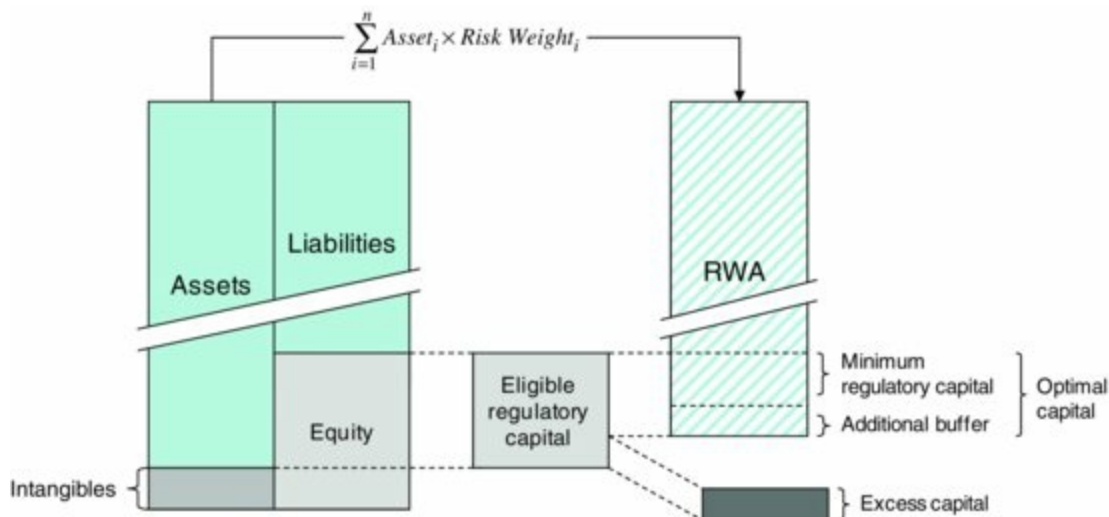 n
∑ Asset_i × Risk Weight_i
i=1
Liabilities
Assets
RWA
Minimum
regulatory capital
Optimal
capital
Eligible
regulatory
capital
Additional buffer
Equity
Intangibles
Excess capital